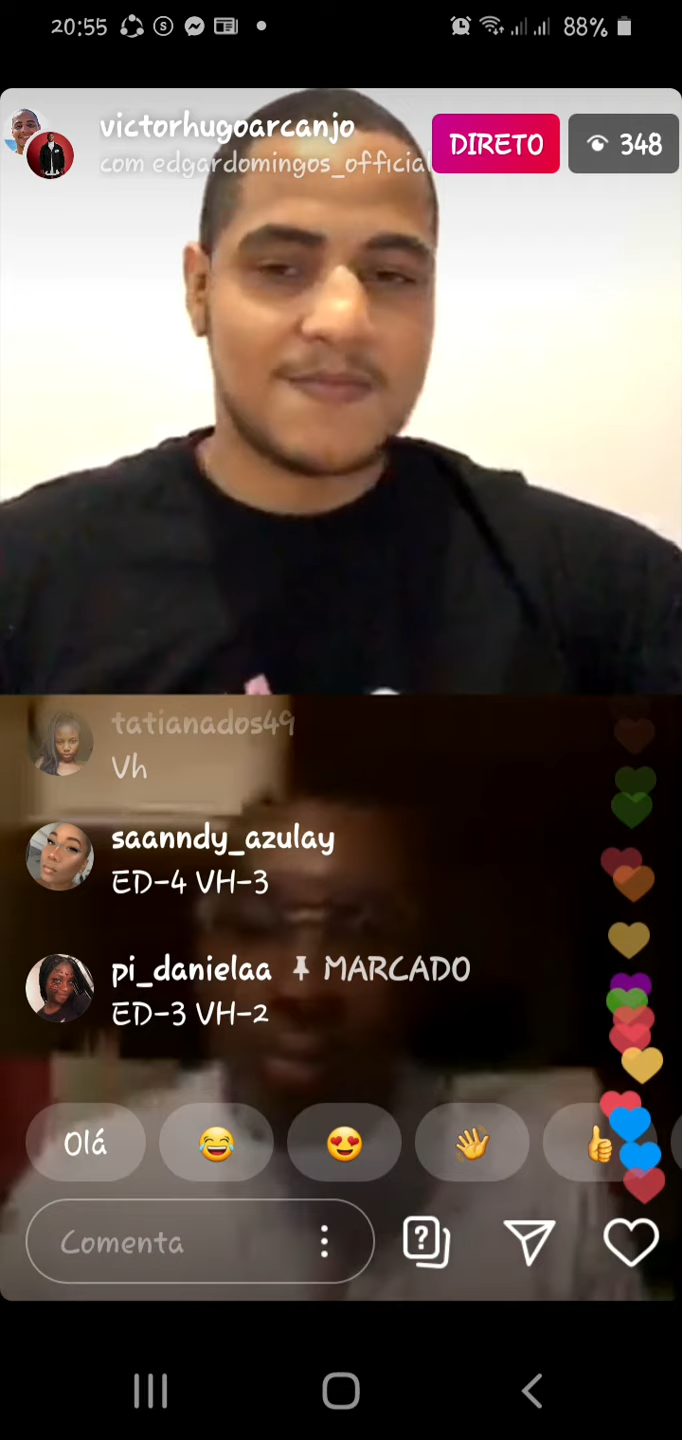 20:55
88%
victorhugoarcanjo
com edgardomingos_official
DIRETO
348
tatianados49
Vh
saanndy_azulay
ED-4 VH-3
pi_danielaa MARCADO
ED-3 VH-2
Olá
Comenta